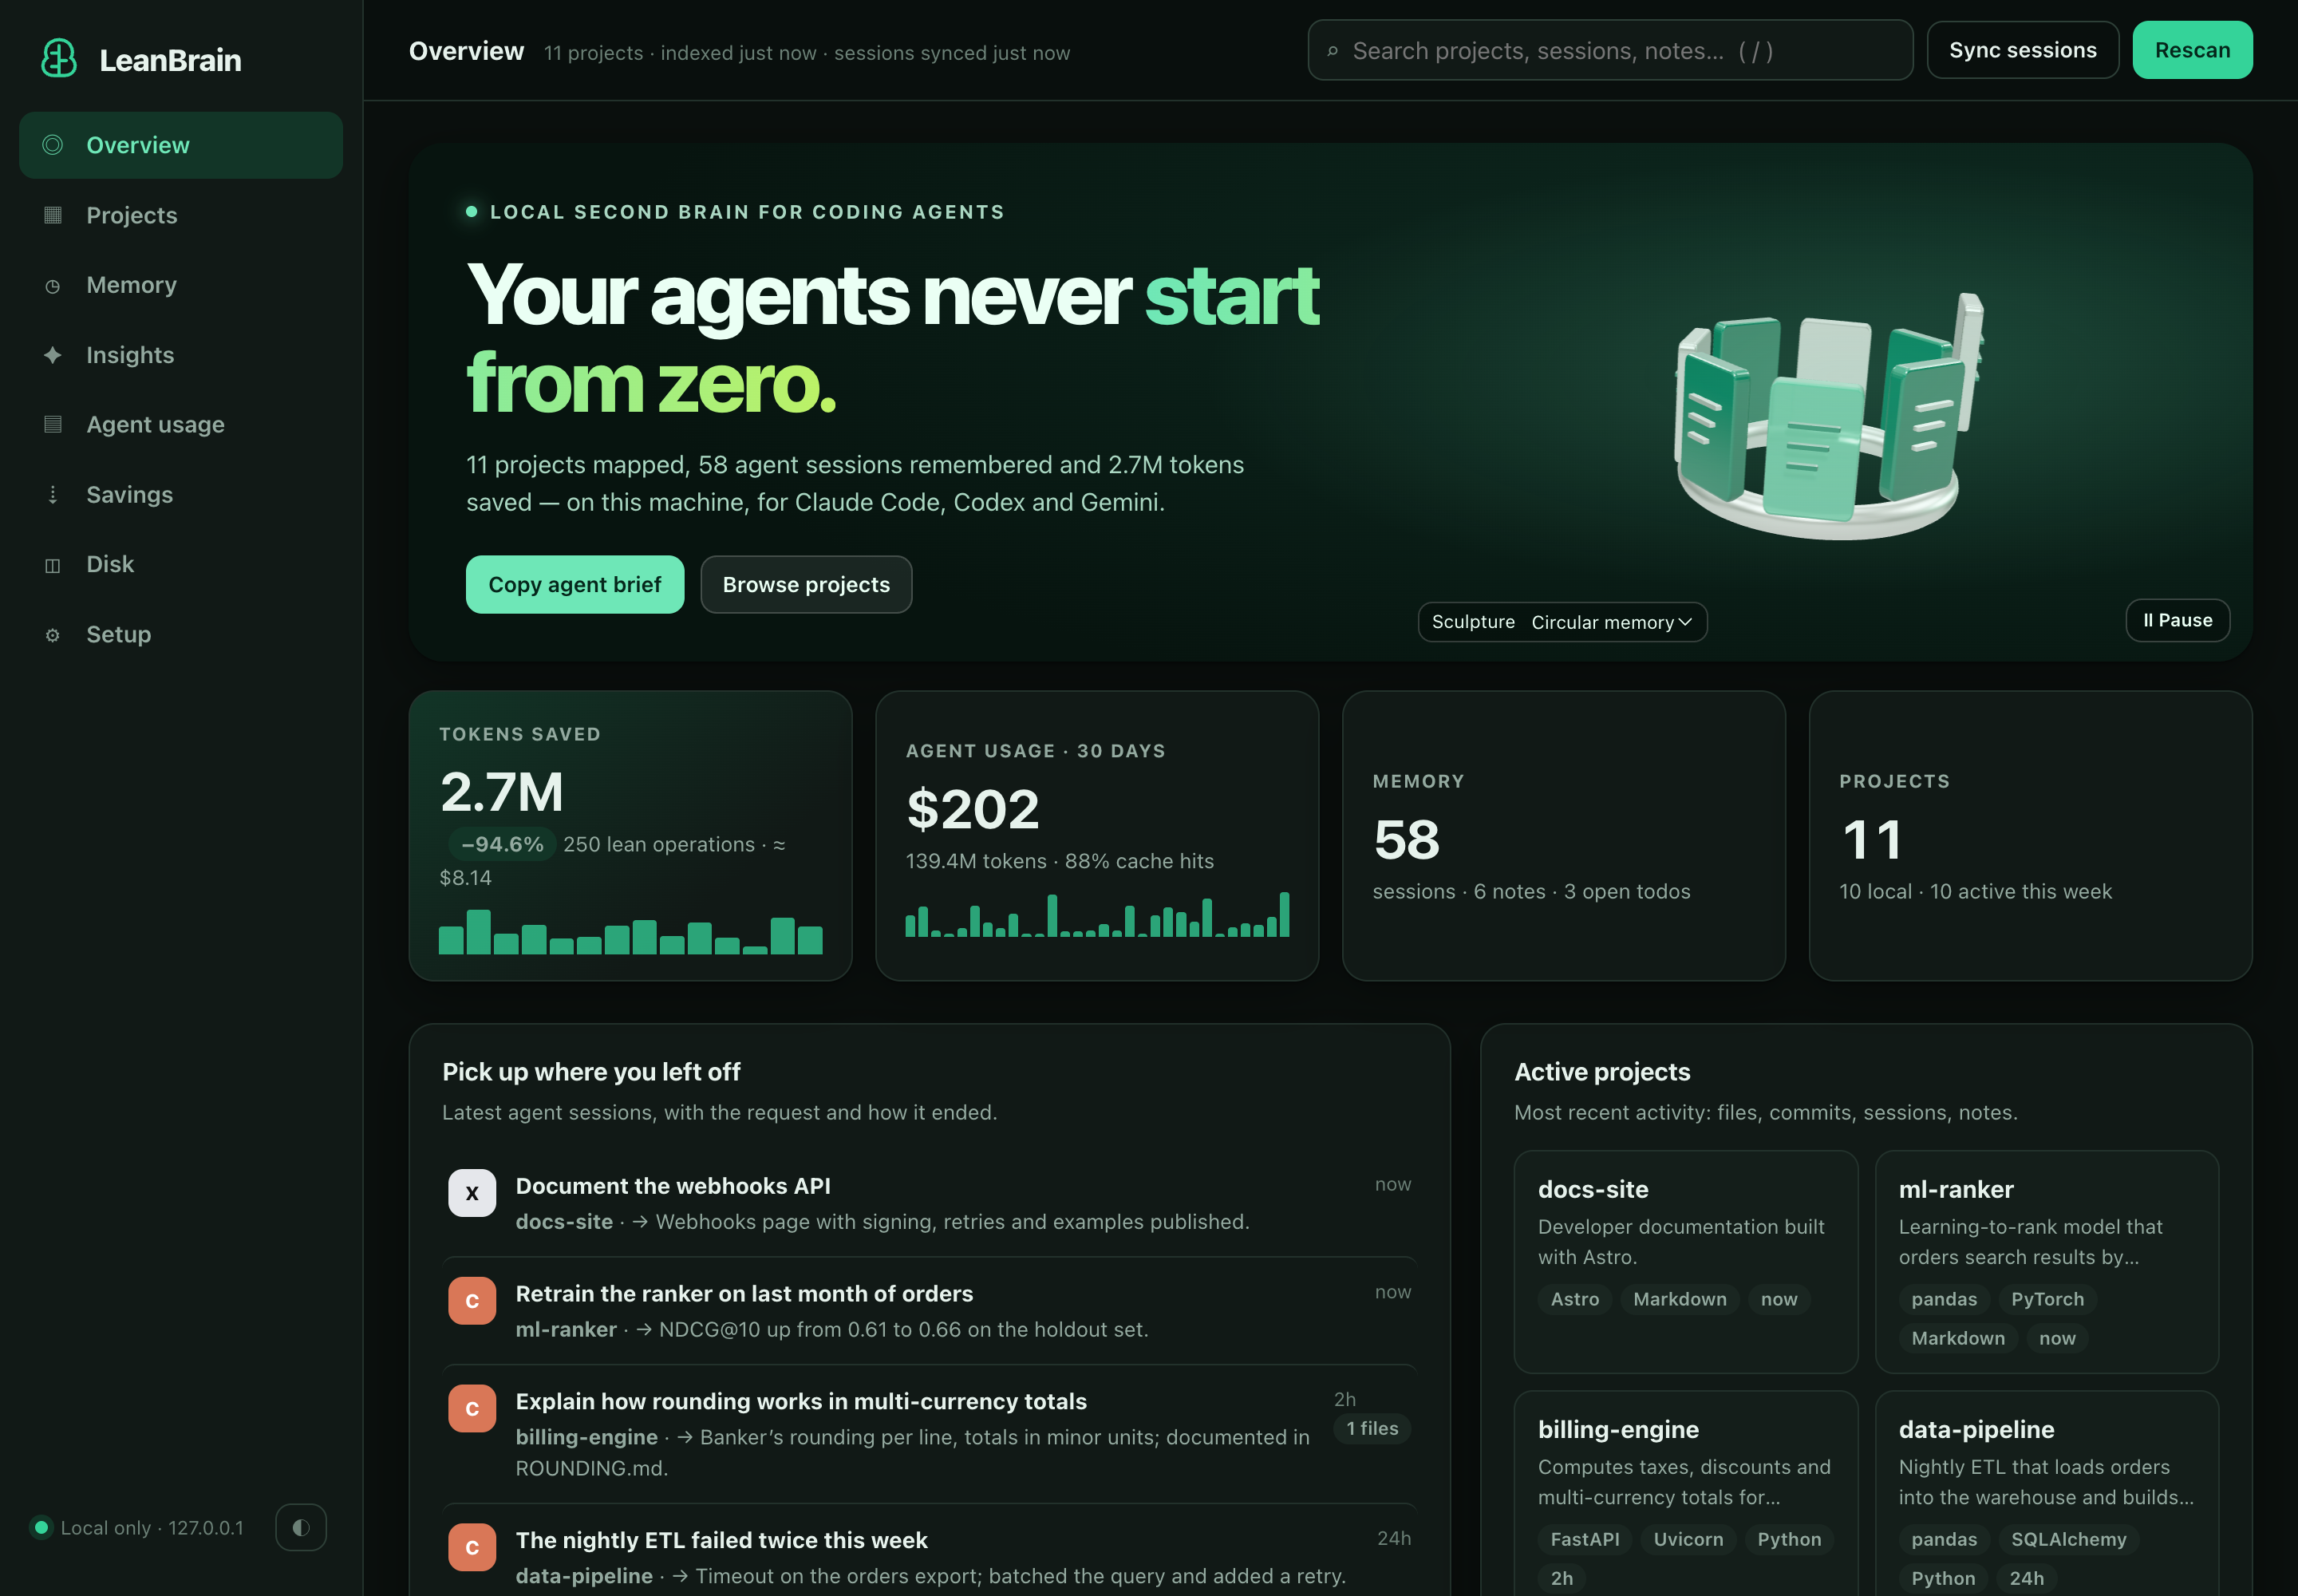 LeanBrain
Overview
Projects
Memory
Insights
Agent usage
Savings
Disk
Setup
Local only · 127.0.0.1
Overview 11 projects · indexed just now · sessions synced just now
Search projects, sessions, notes... ( / )
Sync sessions
Rescan
LOCAL SECOND BRAIN FOR CODING AGENTS
Your agents never start
from zero.
11 projects mapped, 58 agent sessions remembered and 2.7M tokens
saved — on this machine, for Claude Code, Codex and Gemini.
Copy agent brief
Browse projects
Sculpture Circular memory
Pause
TOKENS SAVED
2.7M
−94.6% 250 lean operations · ≈
$8.14
AGENT USAGE · 30 DAYS
$202
139.4M tokens · 88% cache hits
MEMORY
58
sessions · 6 notes · 3 open todos
PROJECTS
11
10 local · 10 active this week
Pick up where you left off
Latest agent sessions, with the request and how it ended.
X
Document the webhooks API
now
docs-site · → Webhooks page with signing, retries and examples published.
C
Retrain the ranker on last month of orders
now
ml-ranker · → NDCG@10 up from 0.61 to 0.66 on the holdout set.
C
Explain how rounding works in multi-currency totals
2h
1 files
billing-engine · → Banker’s rounding per line, totals in minor units; documented in
ROUNDING.md.
C
The nightly ETL failed twice this week
24h
data-pipeline · → Timeout on the orders export; batched the query and added a retry.
Active projects
Most recent activity: files, commits, sessions, notes.
docs-site
Developer documentation built
with Astro.
Astro Markdown now
ml-ranker
Learning-to-rank model that
orders search results by...
pandas PyTorch
Markdown now
billing-engine
Computes taxes, discounts and
multi-currency totals for...
FastAPI Uvicorn Python
2h
data-pipeline
Nightly ETL that loads orders
into the warehouse and builds...
pandas SQLAlchemy
Python 24h